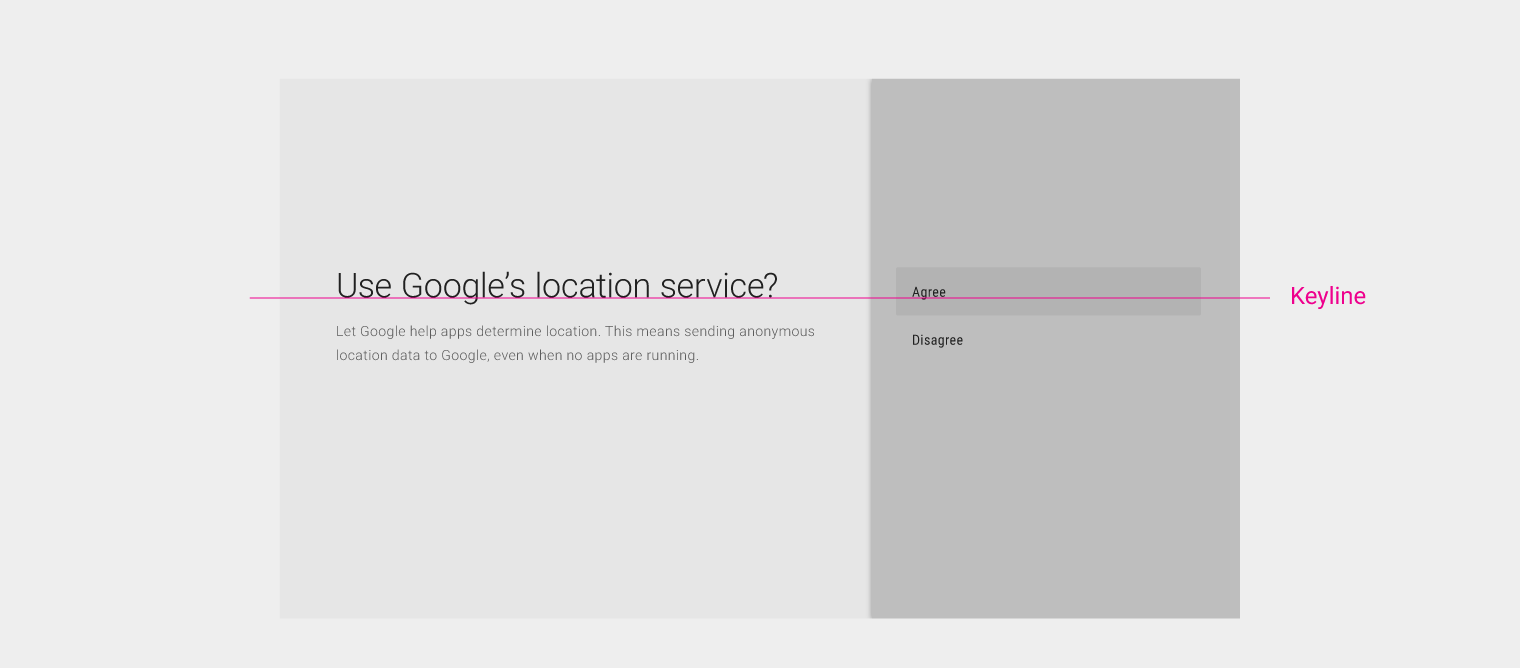 Use Google’s location service?
Let Google help apps determine location. This means sending anonymous
location data to Google, even when no apps are running.
Agree
Disagree
Keyline